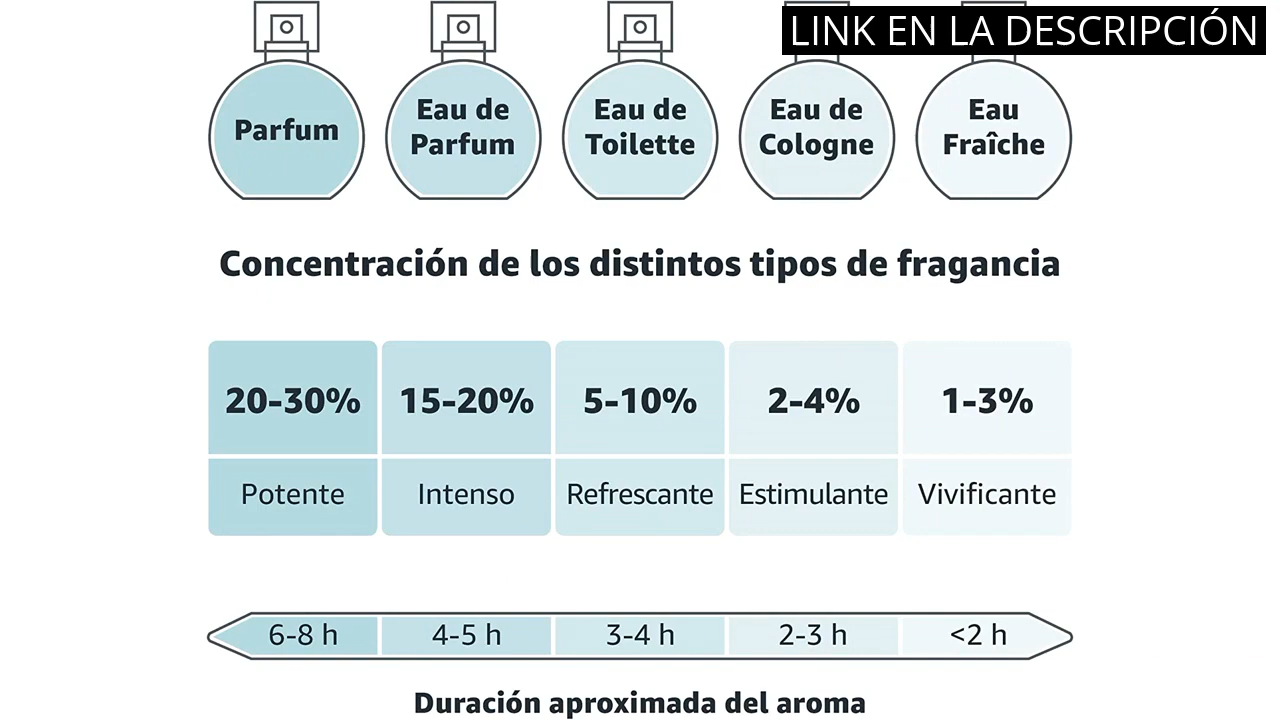 LINK EN LA DESCRIPCIÓN
Parfum
Eau de
Parfum
Eau de
Toilette
Eau de
Cologne
Eau
Fraîche
Concentración de los distintos tipos de fragancia
20-30% 15-20% 5-10% 2-4% 1-3%
Potente Intenso Refrescante Estimulante Vivificante
6-8 h 4-5 h 3-4 h 2-3 h <2 h
Duración aproximada del aroma